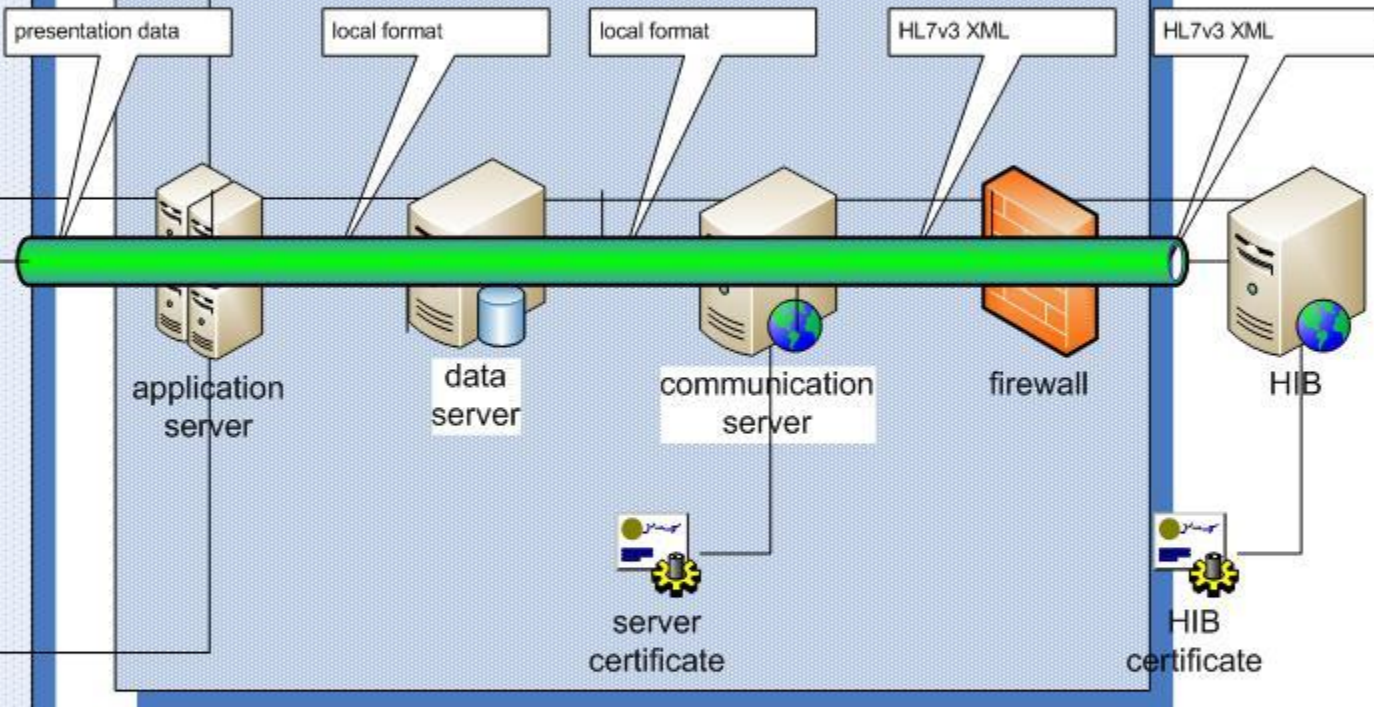 presentation data
local format
local format
HL7v3 XML
HL7v3 XML
application
server
data
server
communication
server
firewall
HIB
server
certificate
HIB
certificate